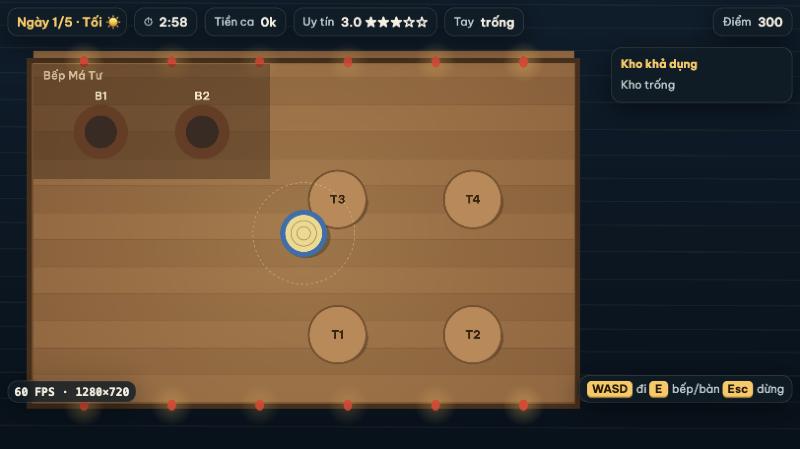 Ngày 1/5 · Tối ☀️
⏱ 2:58
Tiền ca 0k
Uy tín 3.0 ★★★☆☆
Tay trống
Điểm 300
Kho khả dụng
Kho trống
Bếp Má Tư
B1 B2
T3 T4
T1 T2
60 FPS · 1280×720
WASD đi E bếp/bàn Esc dừng